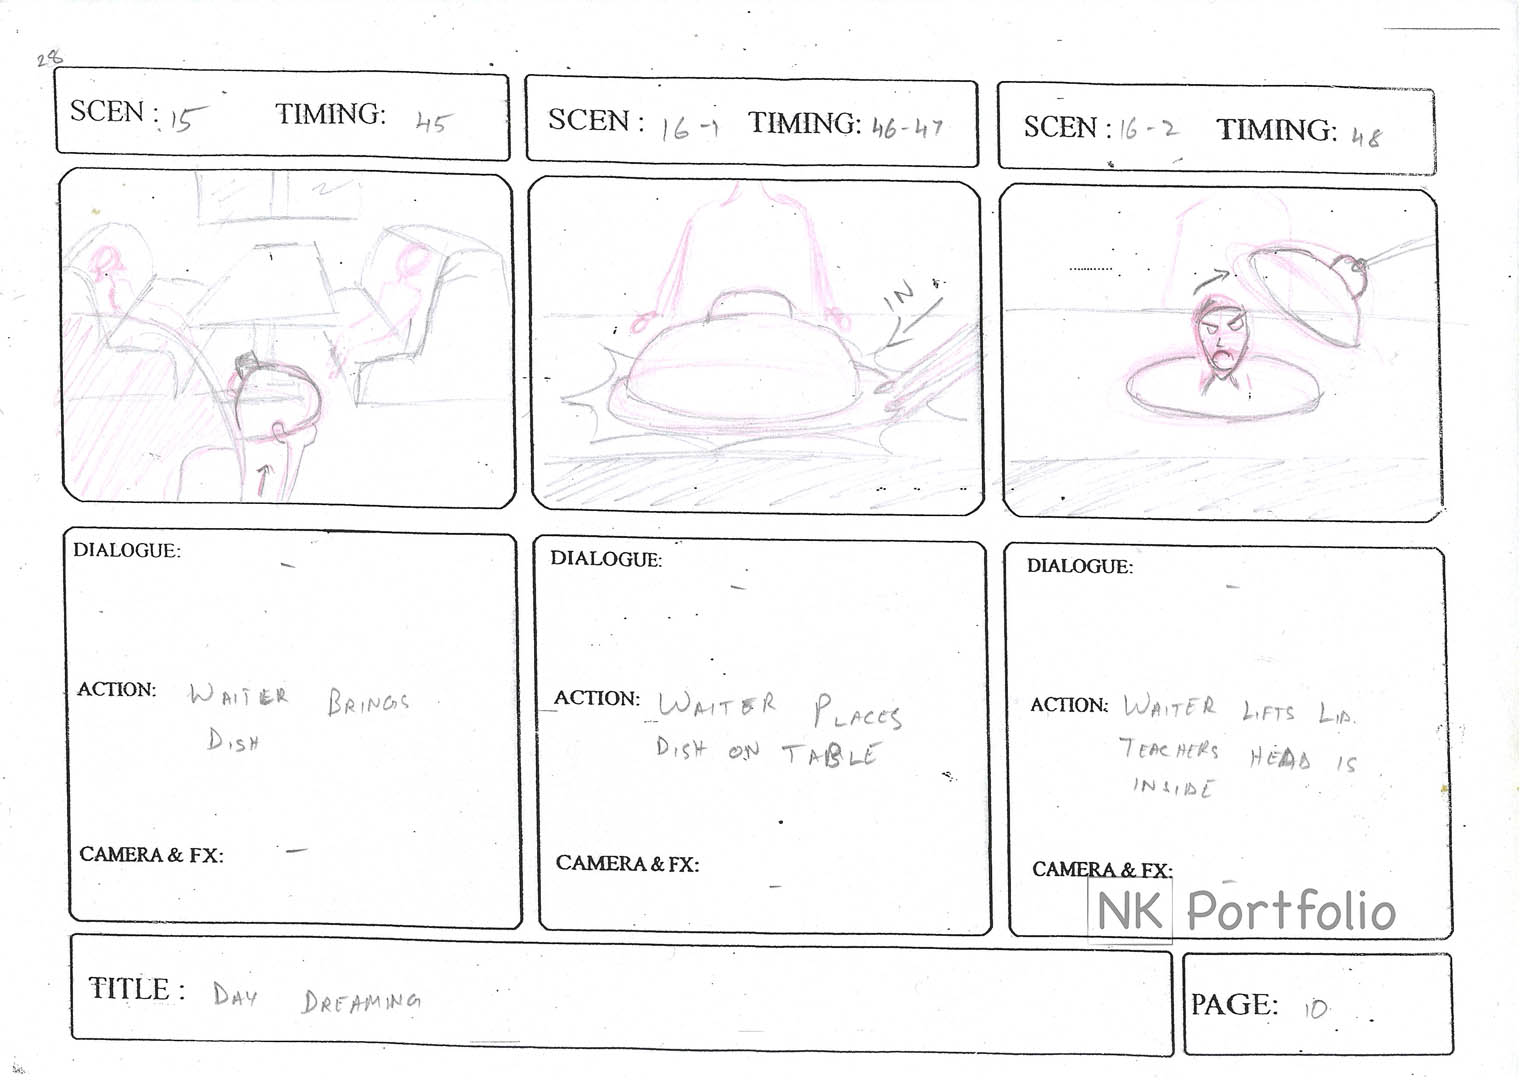 28
SCEN : 15 TIMING: 45
SCEN : 16-1 TIMING: 46-47
SCEN : 16-2 TIMING: 48
IN
DIALOGUE: -
ACTION: WAITER BRINGS
DISH
CAMERA & FX: -
DIALOGUE: -
ACTION: WAITER PLACES
DISH ON TABLE
CAMERA & FX: -
DIALOGUE: -
ACTION: WAITER LIFTS LID.
TEACHERS HEAD IS
INSIDE
CAMERA & FX: -
NK Portfolio
TITLE : DAY DREAMING
PAGE: 10